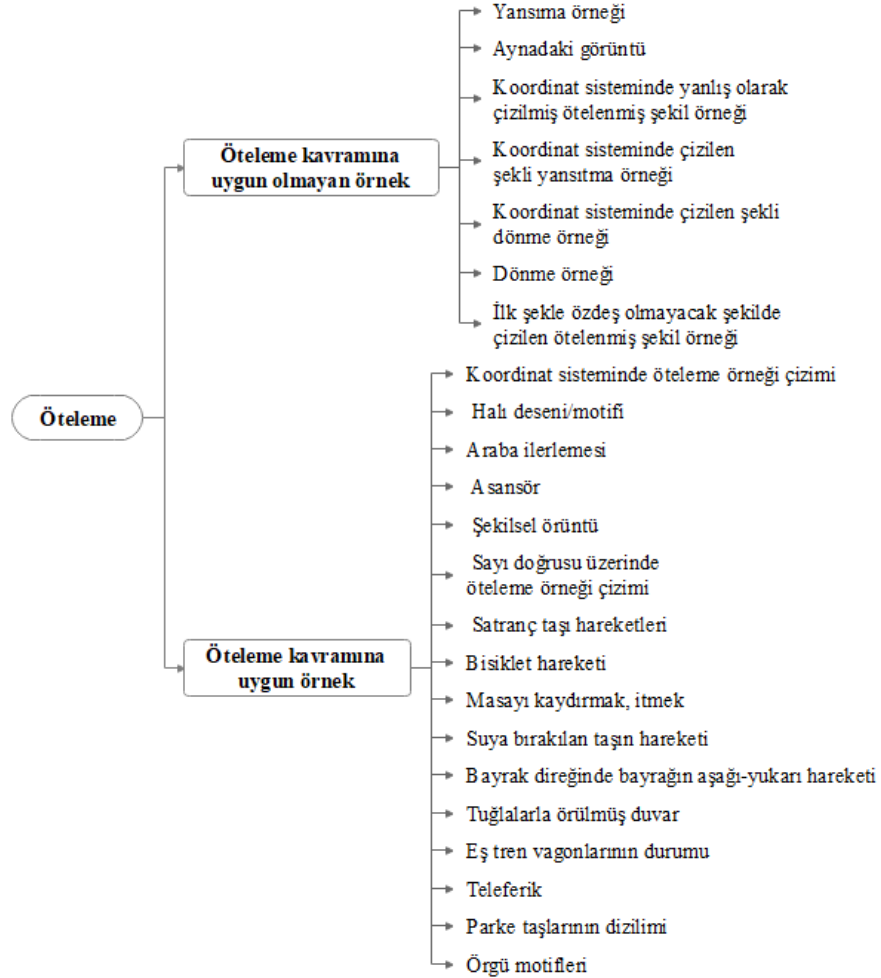 Yansıma örneği
Aynadaki görüntü
Koordinat sisteminde yanlış olarak
çizilmiş ötelenmiş şekil örneği
Öteleme kavramına
uygun olmayan örnek
Koordinat sisteminde çizilen
şekli yansıtma örneği
Koordinat sisteminde çizilen şekli
dönme örneği
Dönme örneği
İlk şekle özdeş olmayacak şekilde
çizilen ötelenmiş şekil örneği
Öteleme
Koordinat sisteminde öteleme örneği çizimi
Halı deseni/motifi
Araba ilerlemesi
Asansör
Şekilsel örüntü
Sayı doğrusu üzerinde
öteleme örneği çizimi
Satranç taşı hareketleri
Öteleme kavramına
uygun örnek
Bisiklet hareketi
Masayı kaydırmak, itmek
Suya bırakılan taşın hareketi
Bayrak direğinde bayrağın aşağı-yukarı hareketi
Tuğlalarla örülmüş duvar
Eş tren vagonlarının durumu
Teleferik
Parke taşlarının dizilimi
Örgü motifleri